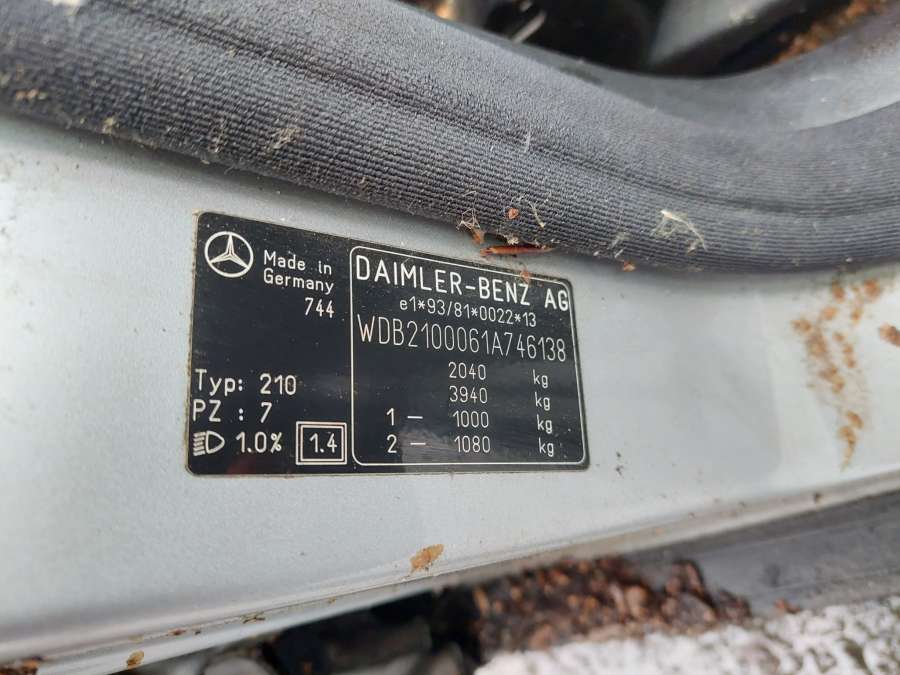 Made in
Germany
744
Typ: 210
PZ : 7
1.0%
1.4
DAIMLER-BENZ AG
e1*93/81*0022*13
WDB2100061A746138
2040 kg
3940 kg
1 — 1000 kg
2 — 1080 kg